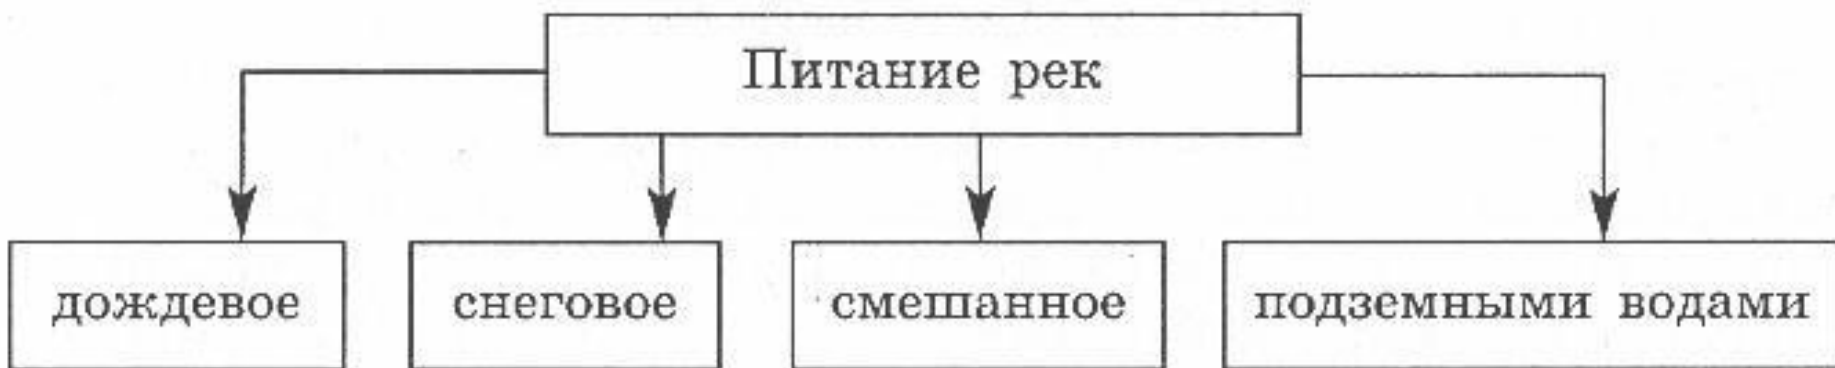 Питание рек
дождевое
снеговое
смешанное
подземными водами